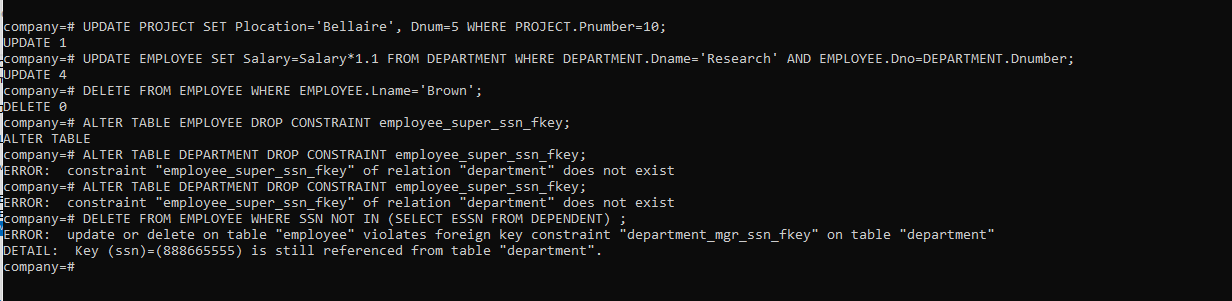 company=# UPDATE PROJECT SET Plocation='Bellaire', Dnum=5 WHERE PROJECT.Pnumber=10;
UPDATE 1
company=# UPDATE EMPLOYEE SET Salary=Salary*1.1 FROM DEPARTMENT WHERE DEPARTMENT.Dname='Research' AND EMPLOYEE.Dno=DEPARTMENT.Dnumber;
UPDATE 4
company=# DELETE FROM EMPLOYEE WHERE EMPLOYEE.Lname='Brown';
DELETE 0
company=# ALTER TABLE EMPLOYEE DROP CONSTRAINT employee_super_ssn_fkey;
ALTER TABLE
company=# ALTER TABLE DEPARTMENT DROP CONSTRAINT employee_super_ssn_fkey;
ERROR:  constraint "employee_super_ssn_fkey" of relation "department" does not exist
company=# ALTER TABLE DEPARTMENT DROP CONSTRAINT employee_super_ssn_fkey;
ERROR:  constraint "employee_super_ssn_fkey" of relation "department" does not exist
company=# DELETE FROM EMPLOYEE WHERE SSN NOT IN (SELECT ESSN FROM DEPENDENT) ;
ERROR:  update or delete on table "employee" violates foreign key constraint "department_mgr_ssn_fkey" on table "department"
DETAIL:  Key (ssn)=(888665555) is still referenced from table "department".
company=#